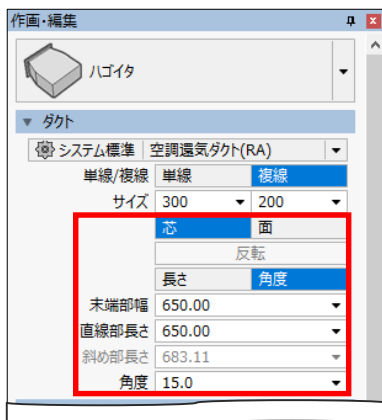 作画・編集
ハゴイタ
ダクト
システム標準 空調還気ダクト(RA)
単線/複線 単線 複線
サイズ 300 200
芯 面
反転
長さ 角度
末端部幅 650.00
直線部長さ 650.00
斜め部長さ 683.11
角度 15.0